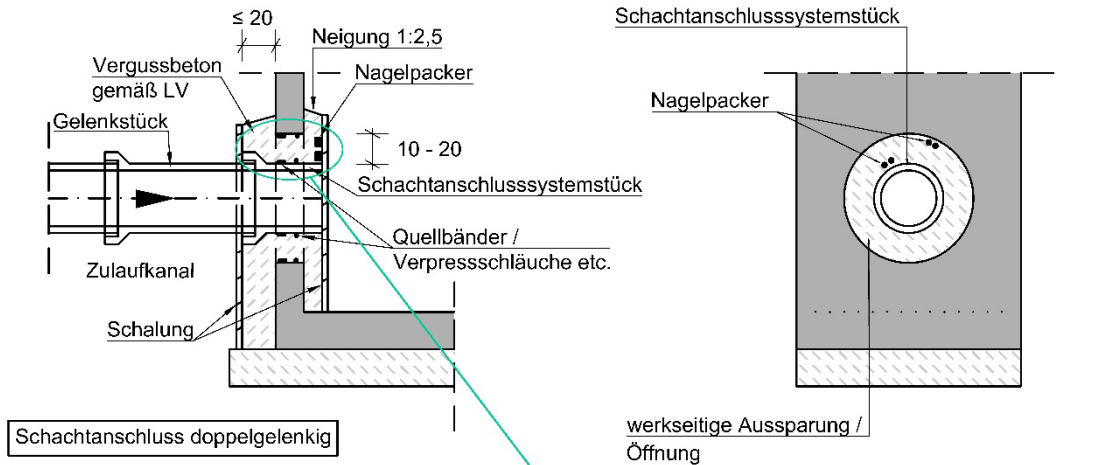 ≤ 20
Neigung 1:2,5
Vergussbeton
gemäß LV
Nagelpacker
Gelenkstück
10 - 20
Schachtanschlusssystemstück
Quellbänder /
Verpressschläuche etc.
Zulaufkanal
Schalung
Schachtanschluss doppelgelenkig
Schachtanschlusssystemstück
Nagelpacker
werkseitige Aussparung /
Öffnung